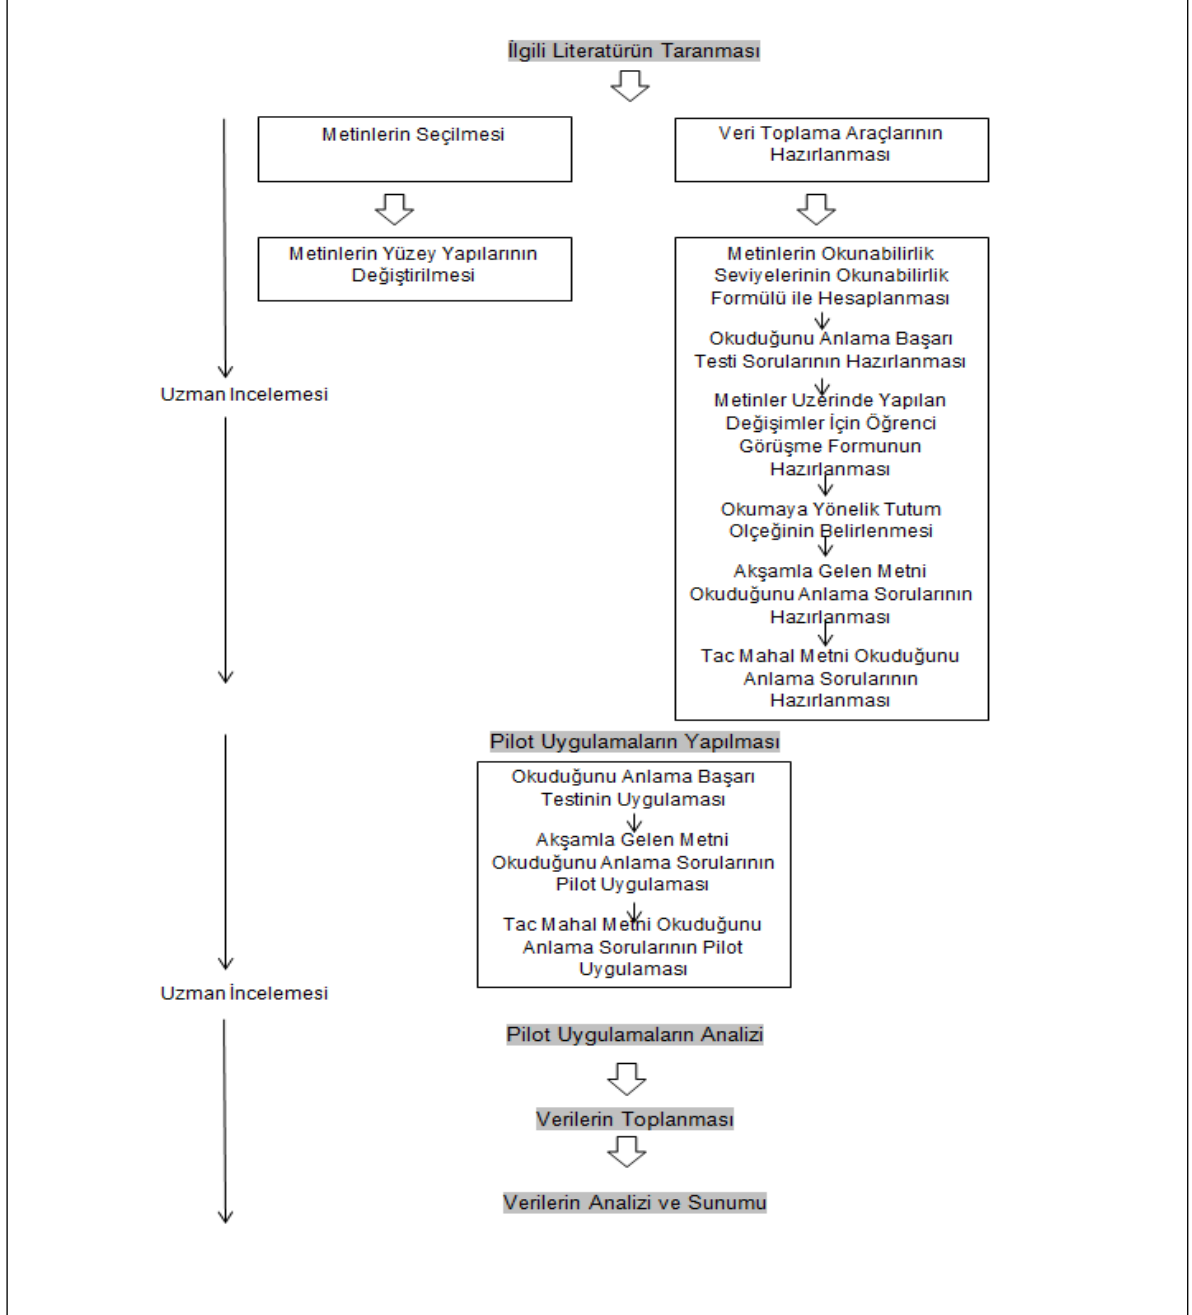 İlgili Literatürün Taranması
Metinlerin Seçilmesi
Veri Toplama Araçlarının
Hazırlanması
Metinlerin Yüzey Yapılarının
Değiştirilmesi
Metinlerin Okunabilirlik
Seviyelerinin Okunabilirlik
Formülü ile Hesaplanması
Okuduğunu Anlama Başarı
Testi Sorularının Hazırlanması
Metinler Uzerinde Yapılan
Değişimler İçin Öğrenci
Görüşme Formunun
Hazırlanması
Okumaya Yönelik Tutum
Olçeğinin Belirlenmesi
Akşamla Gelen Metni
Okuduğunu Anlama Sorularının
Hazırlanması
Tac Mahal Metni Okuduğunu
Anlama Sorularının
Hazırlanması
Uzman Incelemesi
Pilot Uygulamaların Yapılması
Okuduğunu Anlama Başarı
Testinin Uygulaması
Akşamla Gelen Metni
Okuduğunu Anlama Sorularının
Pilot Uygulaması
Tac Mahal Metni Okuduğunu
Anlama Sorularının Pilot
Uygulaması
Uzman İncelemesi
Pilot Uygulamaların Analizi
Verilerin Toplanması
Verilerin Analizi ve Sunumu